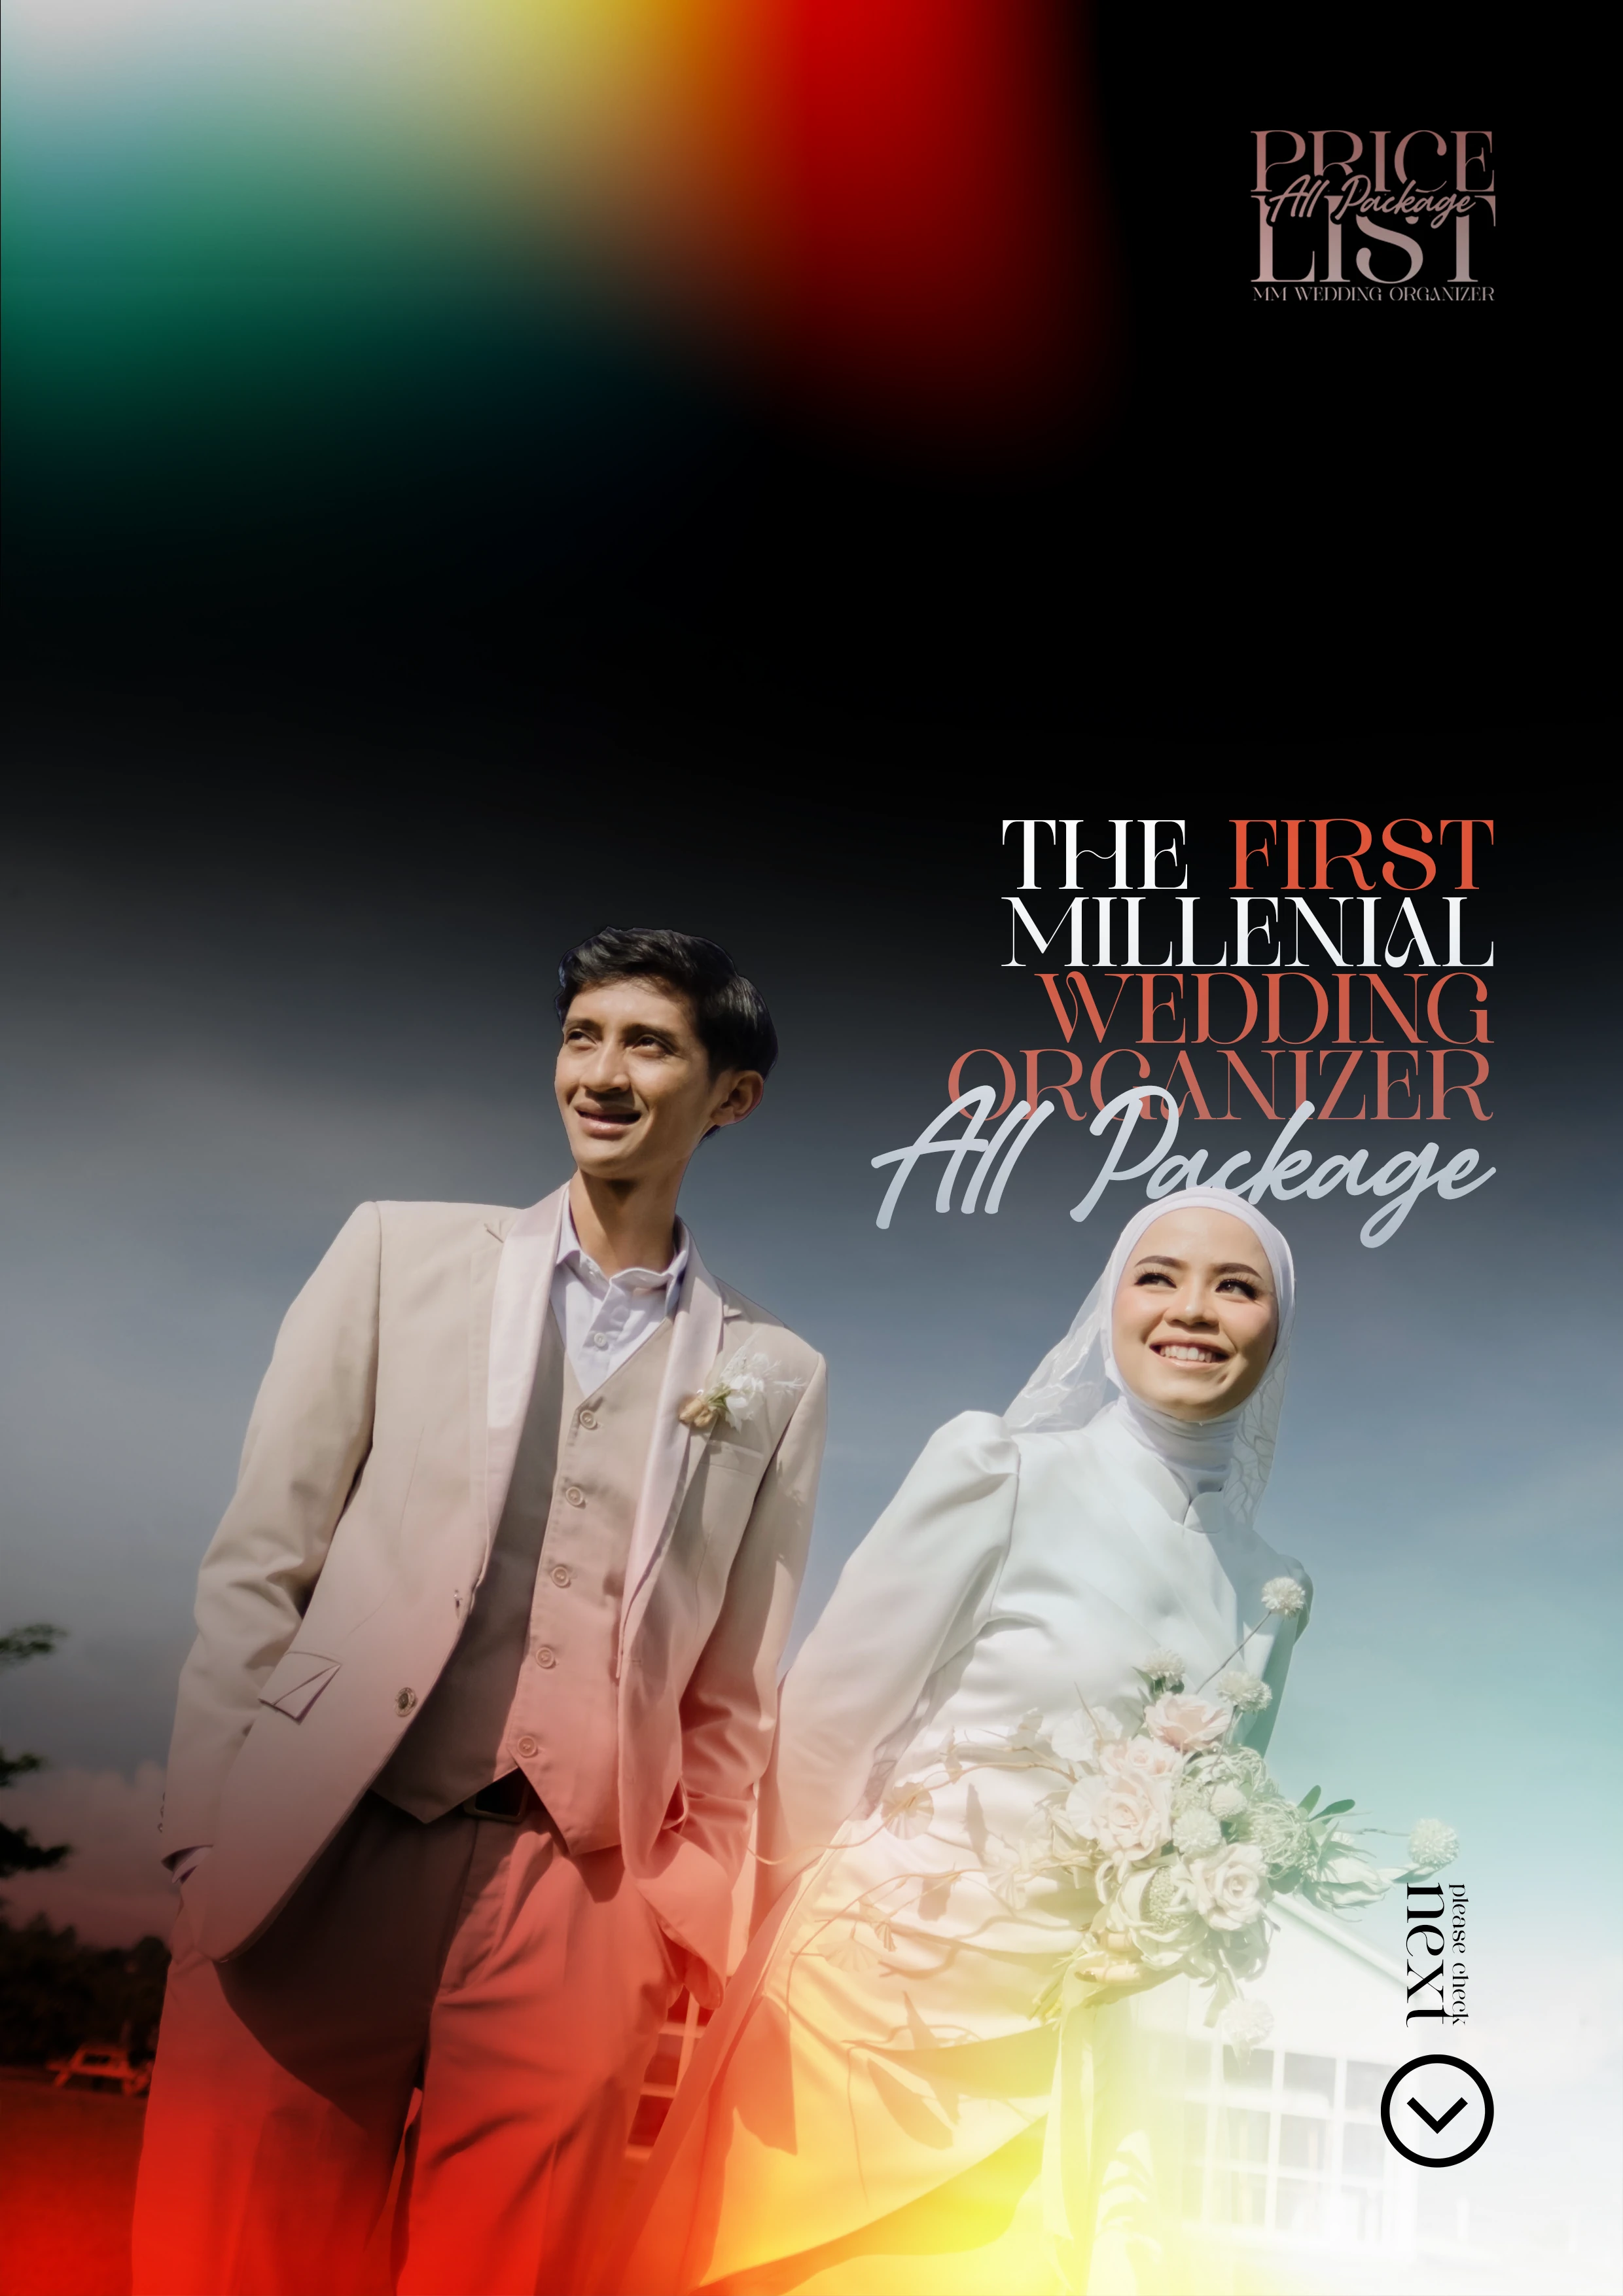 PRICE
All Package
LIST
MM WEDDING ORGANIZER
THE FIRST
MILLENIAL
WEDDING
ORGANIZER
All Package
please check
next